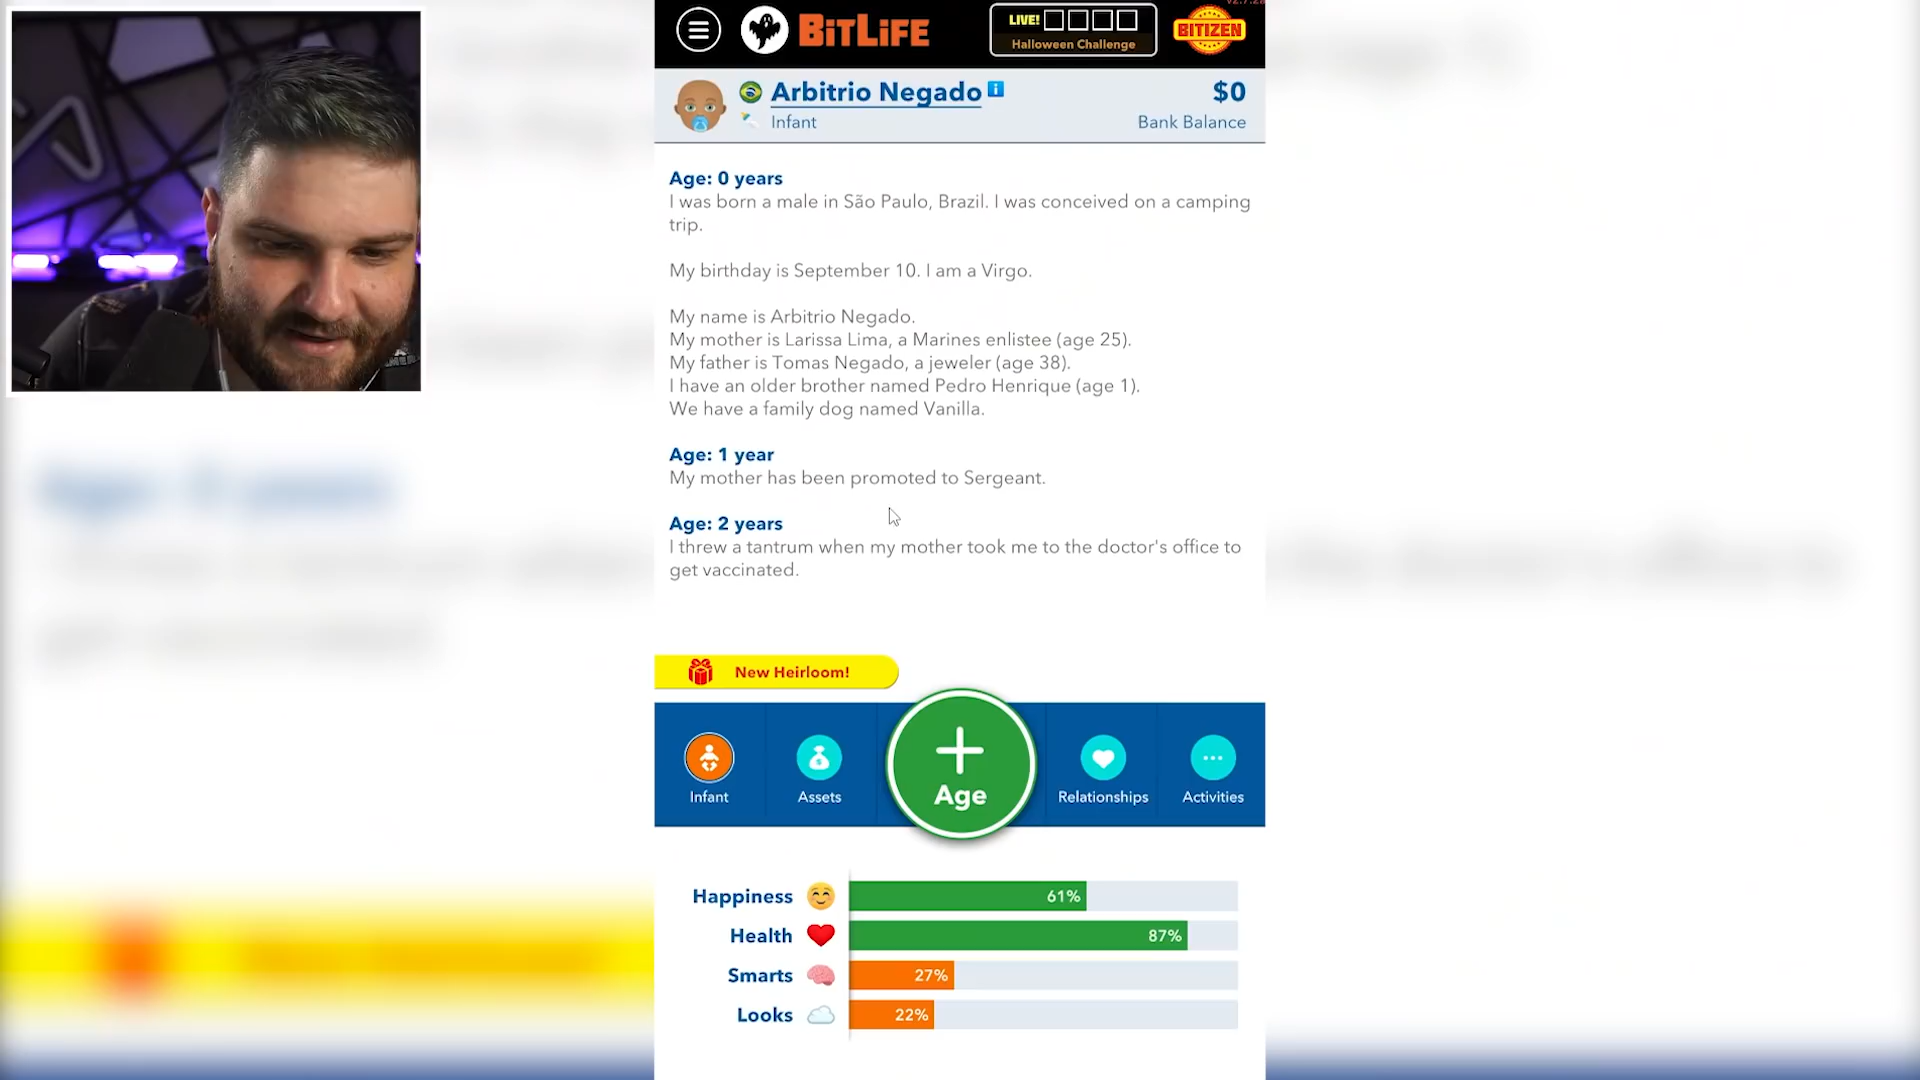 v2.7.28
BiTLiFE
LIVE!
Halloween Challenge
BITIZEN
Arbitrio Negado
$0
Infant
Bank Balance
Age: 0 years
I was born a male in São Paulo, Brazil. I was conceived on a camping
trip.
My birthday is September 10. I am a Virgo.
My name is Arbitrio Negado.
My mother is Larissa Lima, a Marines enlistee (age 25).
My father is Tomas Negado, a jeweler (age 38).
I have an older brother named Pedro Henrique (age 1).
We have a family dog named Vanilla.
Age: 1 year
My mother has been promoted to Sergeant.
Age: 2 years
I threw a tantrum when my mother took me to the doctor's office to
get vaccinated.
New Heirloom!
Infant
Assets
Age
Relationships
Activities
Happiness 61%
Health 87%
Smarts 27%
Looks 22%